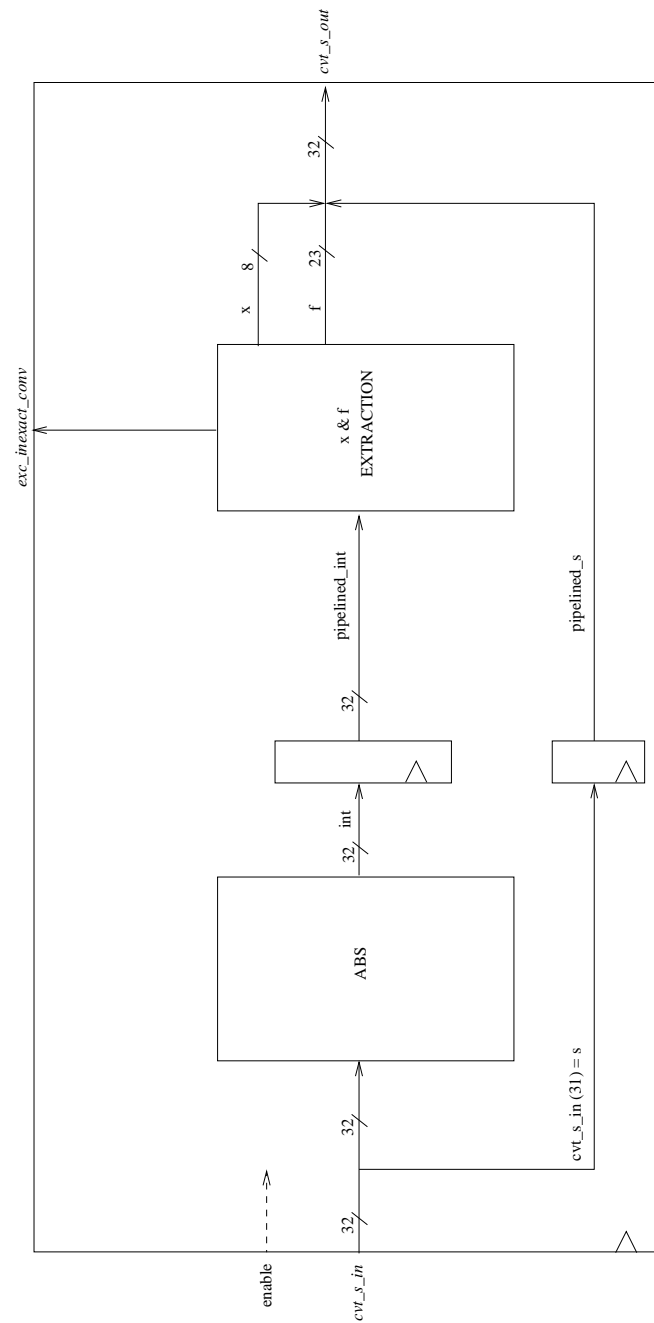 exc_inexact_conv
enable
cvt_s_in
32
32
cvt_s_in (31) = s
ABS
32
int
32
pipelined_int
pipelined_s
x & f
EXTRACTION
x
8
f
23
32
cvt_s_out